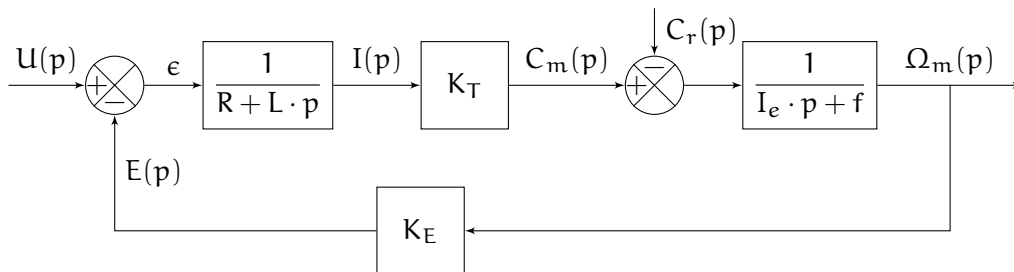 U(p)
+
−
ϵ
1
R + L · p
I(p)
K_T
C_m(p)
+
−
C_r(p)
1
I_e · p + f
Ω_m(p)
E(p)
K_E